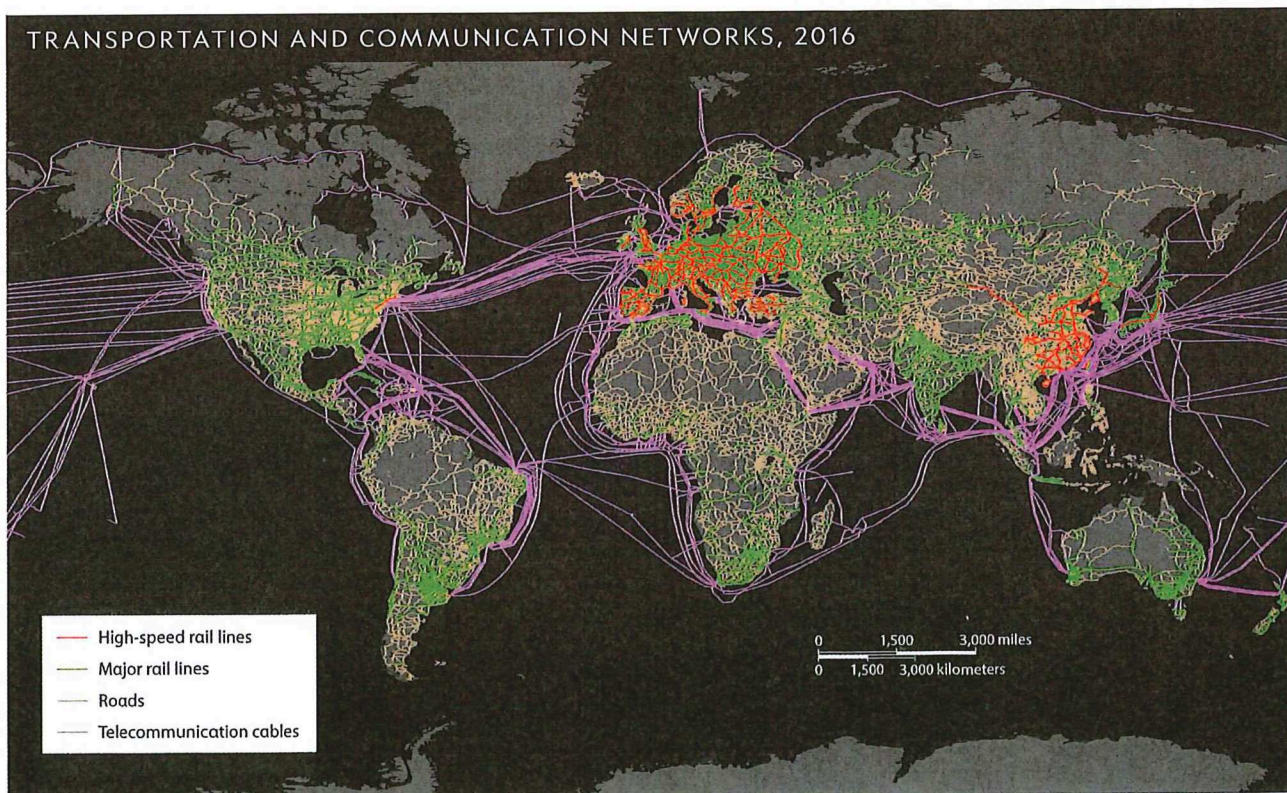 TRANSPORTATION AND COMMUNICATION NETWORKS, 2016
High-speed rail lines
Major rail lines
Roads
Telecommunication cables
0 1,500 3,000 miles
0 1,500 3,000 kilometers